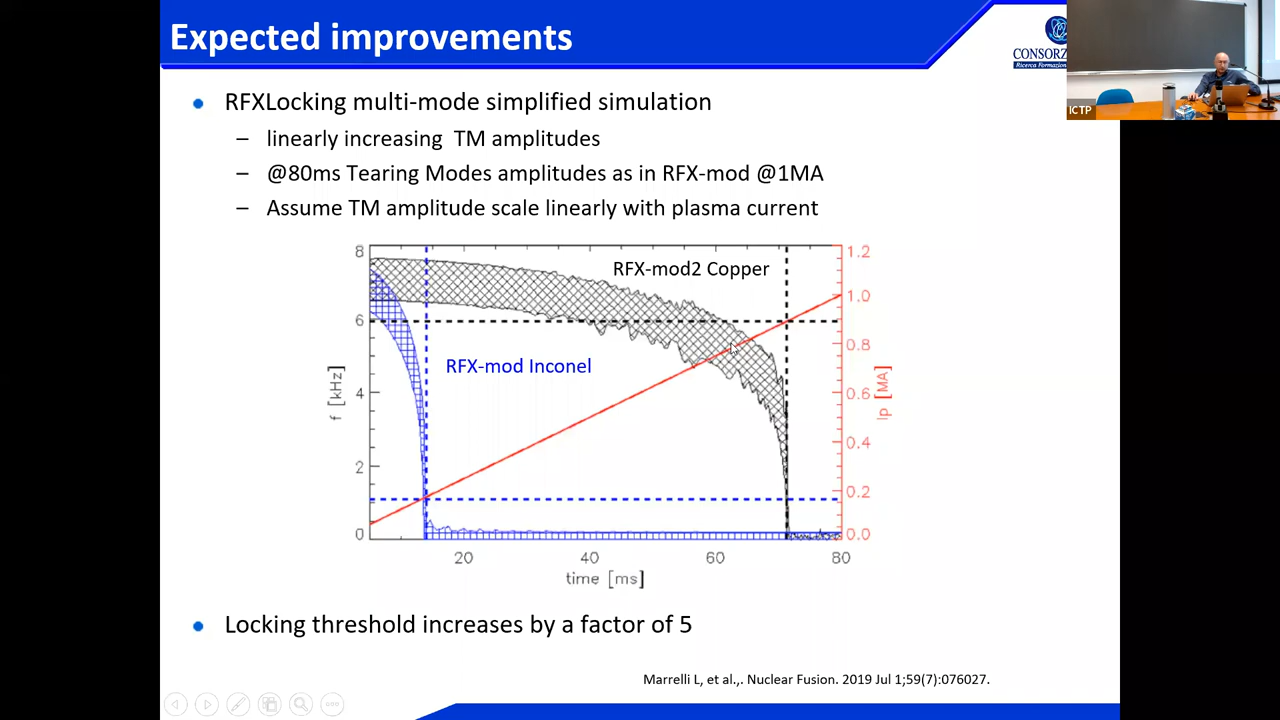 Expected improvements
CONSORZ
Ricerca Formazion
ICTP
RFXLocking multi-mode simplified simulation
– linearly increasing TM amplitudes
– @80ms Tearing Modes amplitudes as in RFX-mod @1MA
– Assume TM amplitude scale linearly with plasma current
8
6
4
2
0
f [kHz]
RFX-mod2 Copper
RFX-mod Inconel
1.2
1.0
0.8
0.6
0.4
0.2
0.0
Ip [MA]
20 40 60 80
time [ms]
Locking threshold increases by a factor of 5
Marrelli L, et al.,. Nuclear Fusion. 2019 Jul 1;59(7):076027.